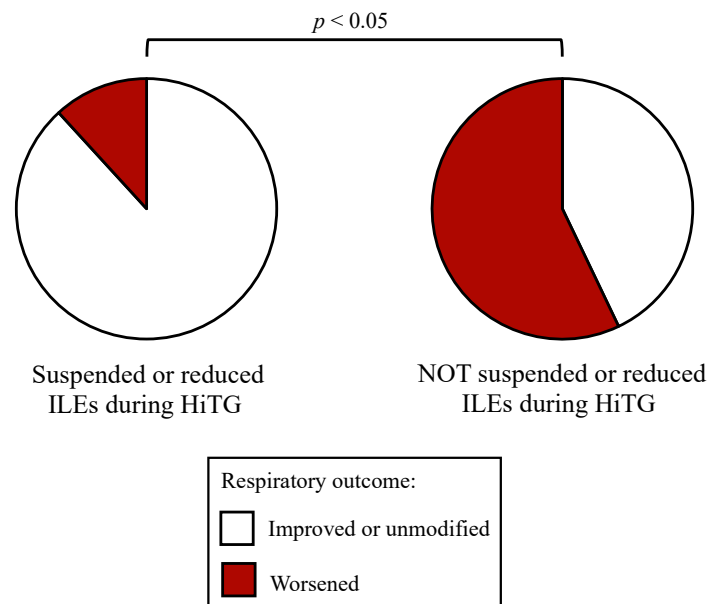 p < 0.05
Suspended or reduced
ILEs during HiTG
NOT suspended or reduced
ILEs during HiTG
Respiratory outcome:
Improved or unmodified
Worsened